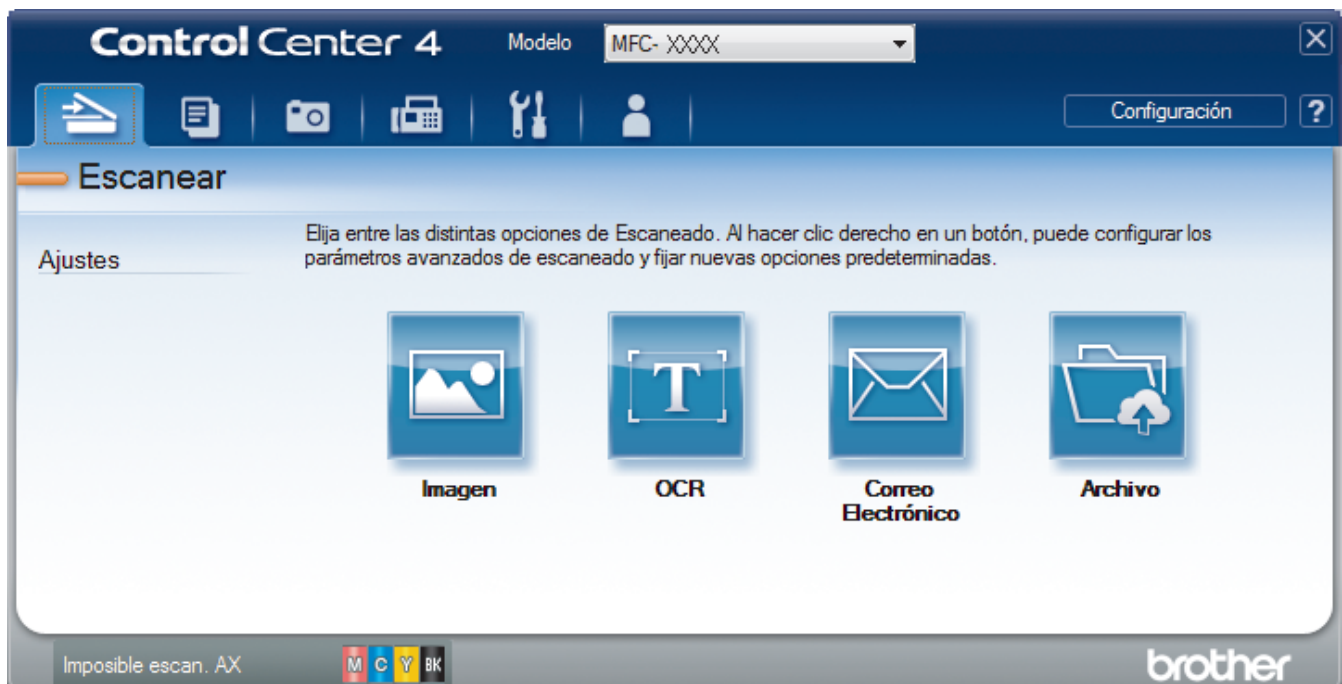 Control Center 4 Modelo MFC- XXXX
Configuración ?
Escanear
Ajustes
Elija entre las distintas opciones de Escaneado. Al hacer clic derecho en un botón, puede configurar los
parámetros avanzados de escaneado y fijar nuevas opciones predeterminadas.
T
Imagen OCR Correo Archivo
Electrónico
Imposible escan. AX M C Y BK brother